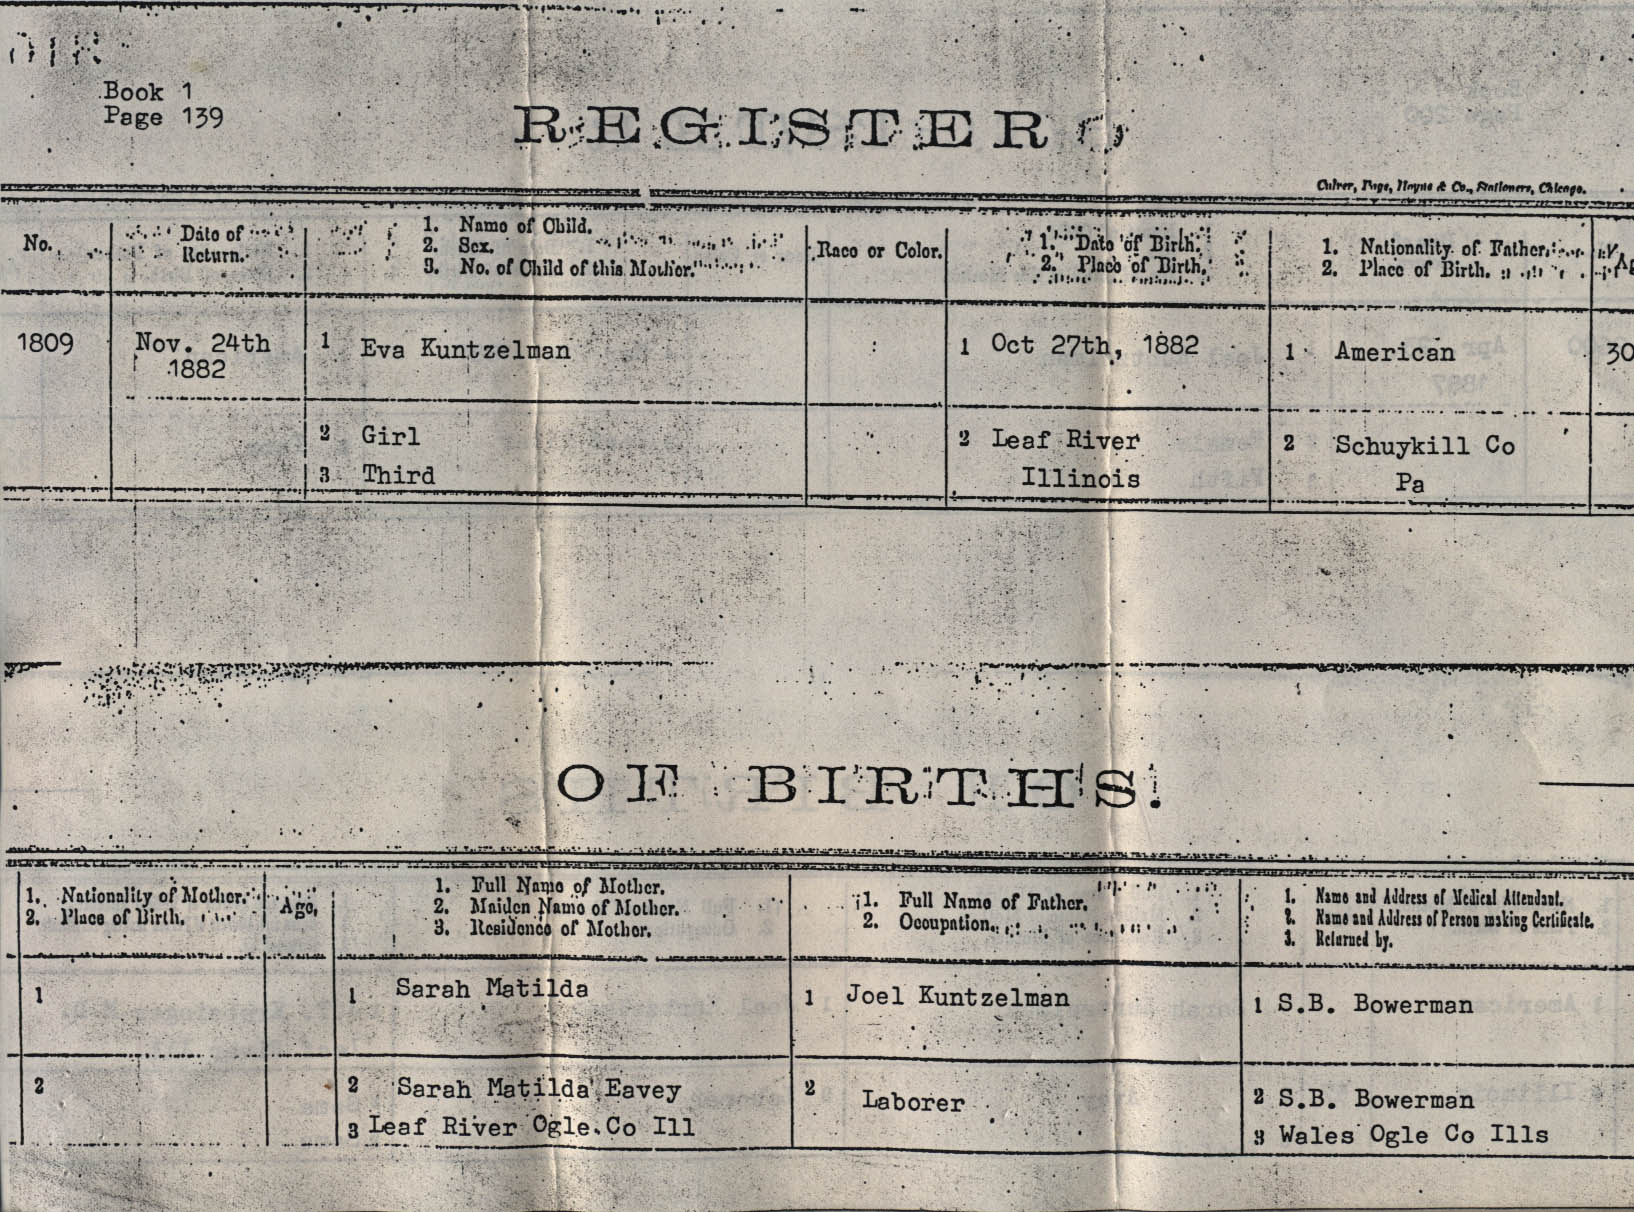 Book 1
Page 139
REGISTER O
Culver, Page, Hoyne & Co., Stationers, Chicago.
No.
Date of Return.
1. Name of Child.
2. Sex.
3. No. of Child of this Mother.
Race or Color.
1. Date of Birth.
2. Place of Birth.
1. Nationality of Father.
2. Place of Birth.
1809
Nov. 24th
1882
1 Eva Kuntzelman
1 Oct 27th, 1882
1 American
30
2 Girl
2 Leaf River
2 Schuykill Co
3 Third
Illinois
Pa
OF BIRTHS.
1. Nationality of Mother.
2. Place of Birth.
Age.
1. Full Name of Mother.
2. Maiden Name of Mother.
3. Residence of Mother.
1. Full Name of Father.
2. Occupation.
1. Name and Address of Medical Attendant.
2. Name and Address of Person making Certificate.
3. Returned by.
1
1 Sarah Matilda
1 Joel Kuntzelman
1 S.B. Bowerman
2
2 Sarah Matilda Eavey
2 Laborer
2 S.B. Bowerman
3 Leaf River Ogle Co Ill
3 Wales Ogle Co Ills